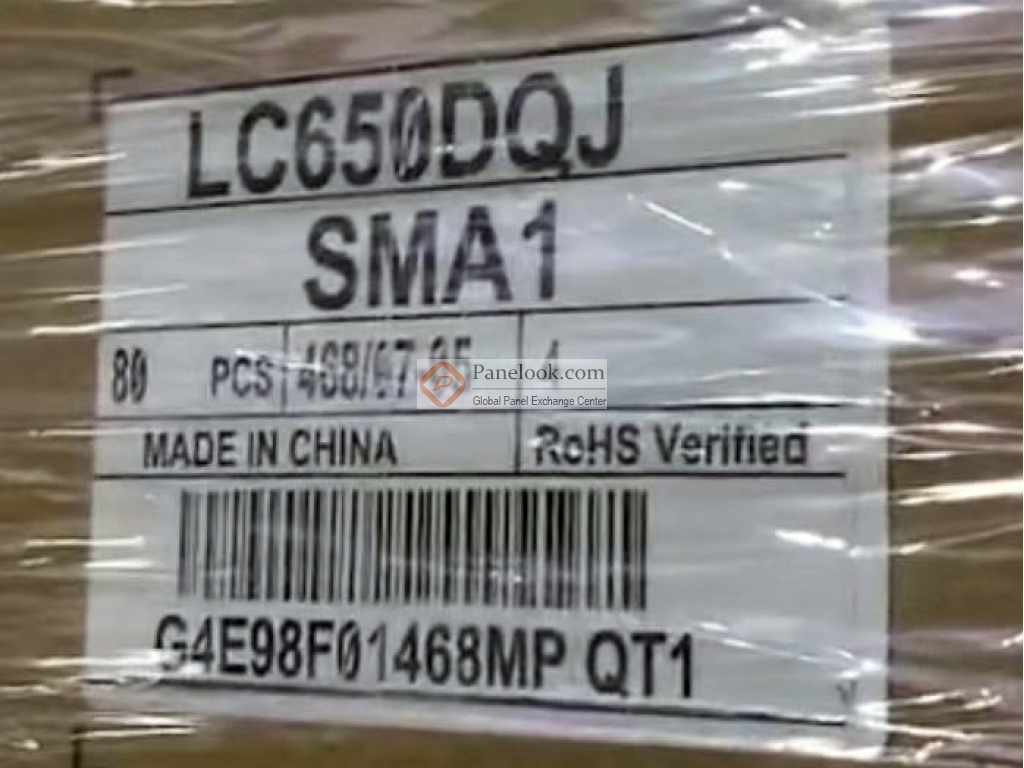 LC650DQJ
SMA1
80 PCS
MADE IN CHINA RoHS Verified
G4E98F01468MP QT1
Panelook.com
Global Panel Exchange Center